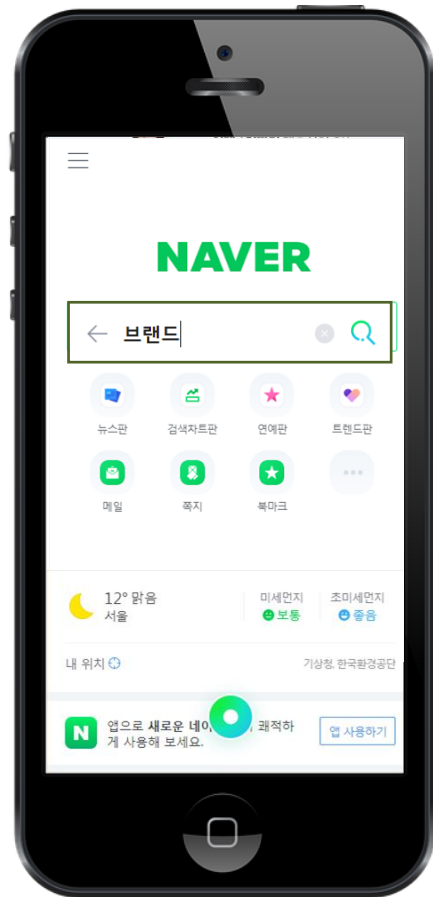 NAVER
브랜드
뉴스판 검색차트판 연예판 트렌드판
메일 쪽지 북마크
12° 맑음 미세먼지 초미세먼지
서울 보통 좋음
내 위치 기상청, 한국환경공단
N 앱으로 새로운 쾌적하 앱 사용하기
게 사용해 보세요.